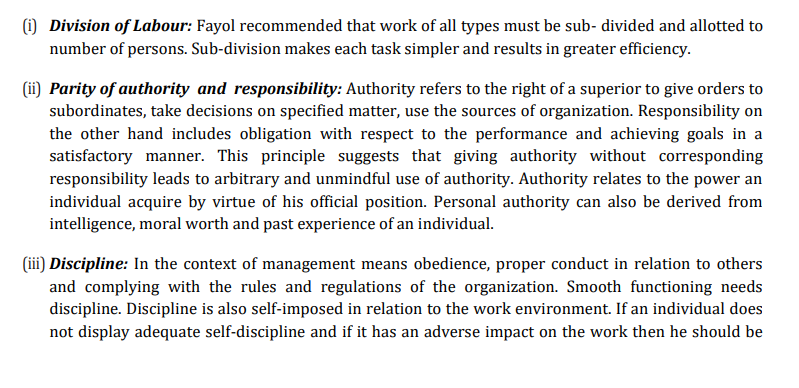 (i) Division of Labour: Fayol recommended that work of all types must be sub- divided and allotted to
number of persons. Sub-division makes each task simpler and results in greater efficiency.
(ii) Parity of authority and responsibility: Authority refers to the right of a superior to give orders to
subordinates, take decisions on specified matter, use the sources of organization. Responsibility on
the other hand includes obligation with respect to the performance and achieving goals in a
satisfactory manner. This principle suggests that giving authority without corresponding
responsibility leads to arbitrary and unmindful use of authority. Authority relates to the power an
individual acquire by virtue of his official position. Personal authority can also be derived from
intelligence, moral worth and past experience of an individual.
(iii) Discipline: In the context of management means obedience, proper conduct in relation to others
and complying with the rules and regulations of the organization. Smooth functioning needs
discipline. Discipline is also self-imposed in relation to the work environment. If an individual does
not display adequate self-discipline and if it has an adverse impact on the work then he should be